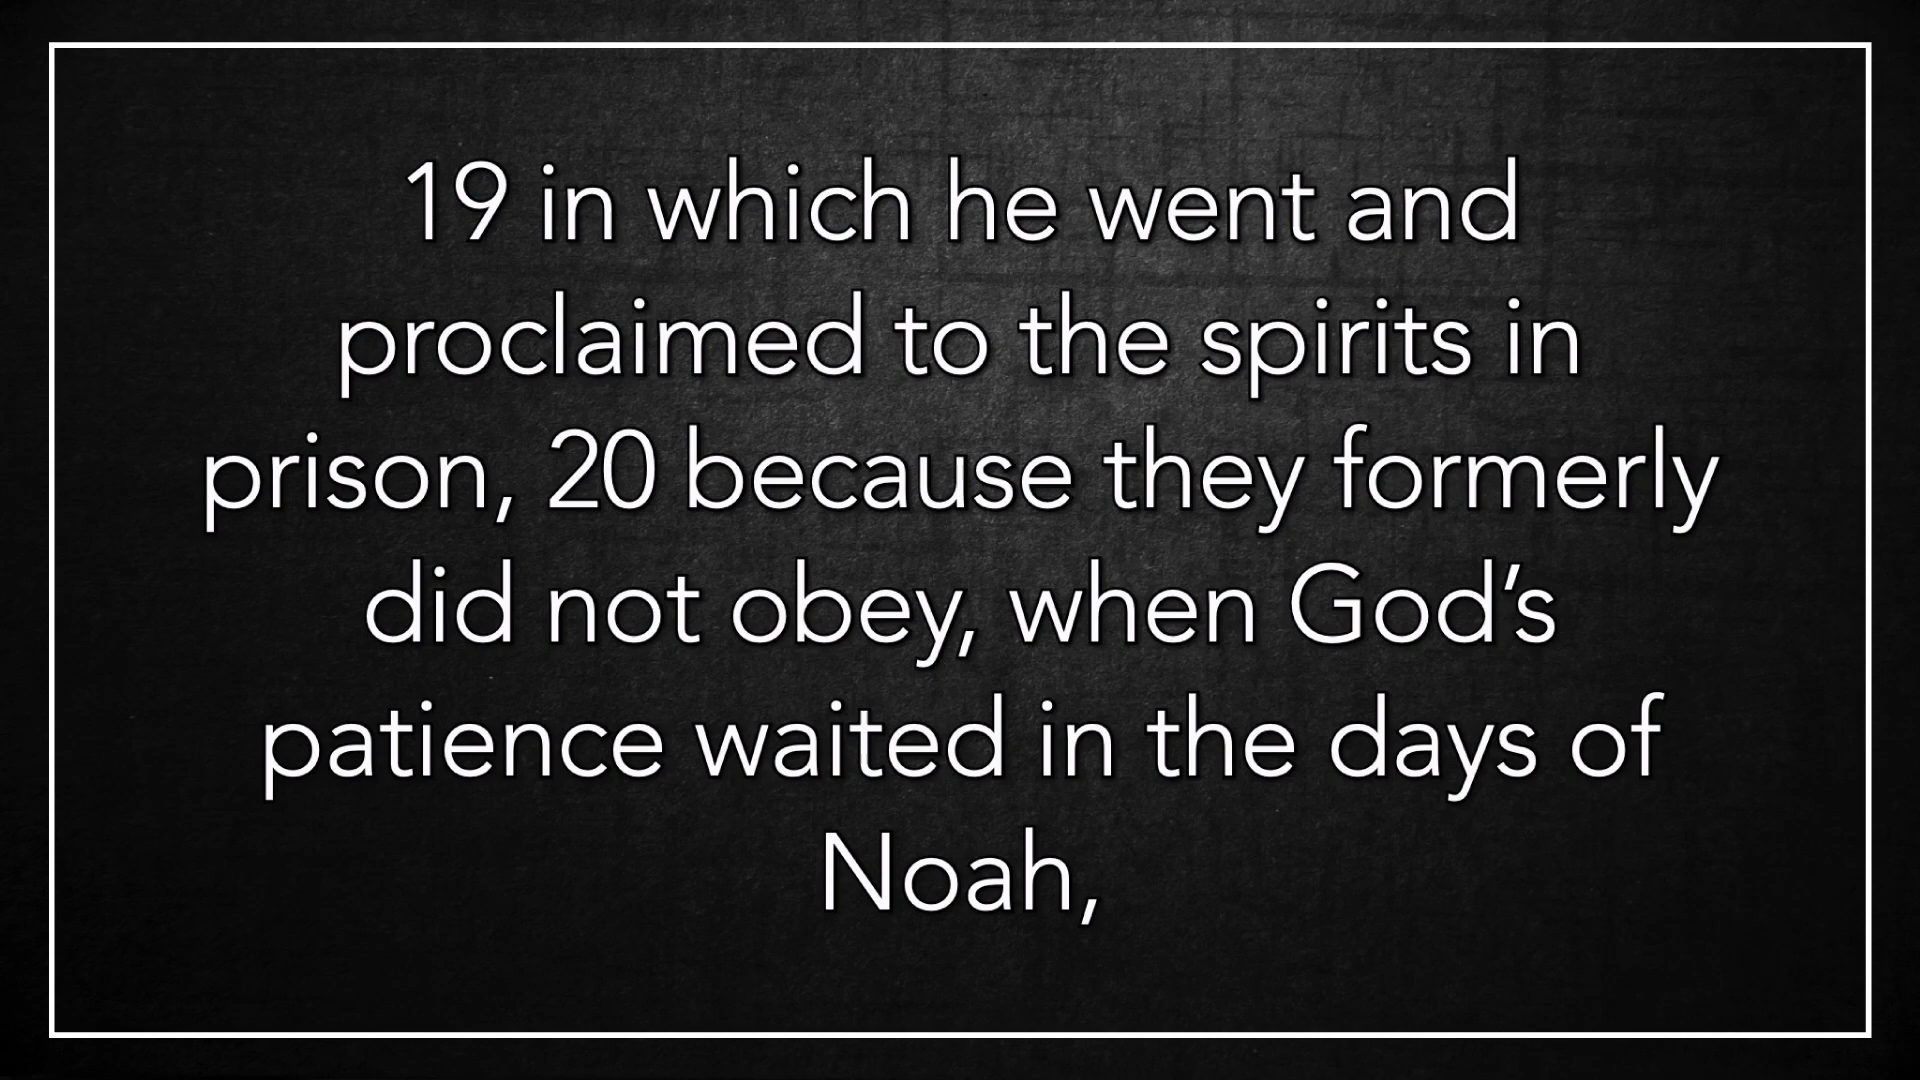 19 in which he went and
proclaimed to the spirits in
prison, 20 because they formerly
did not obey, when God’s
patience waited in the days of
Noah,